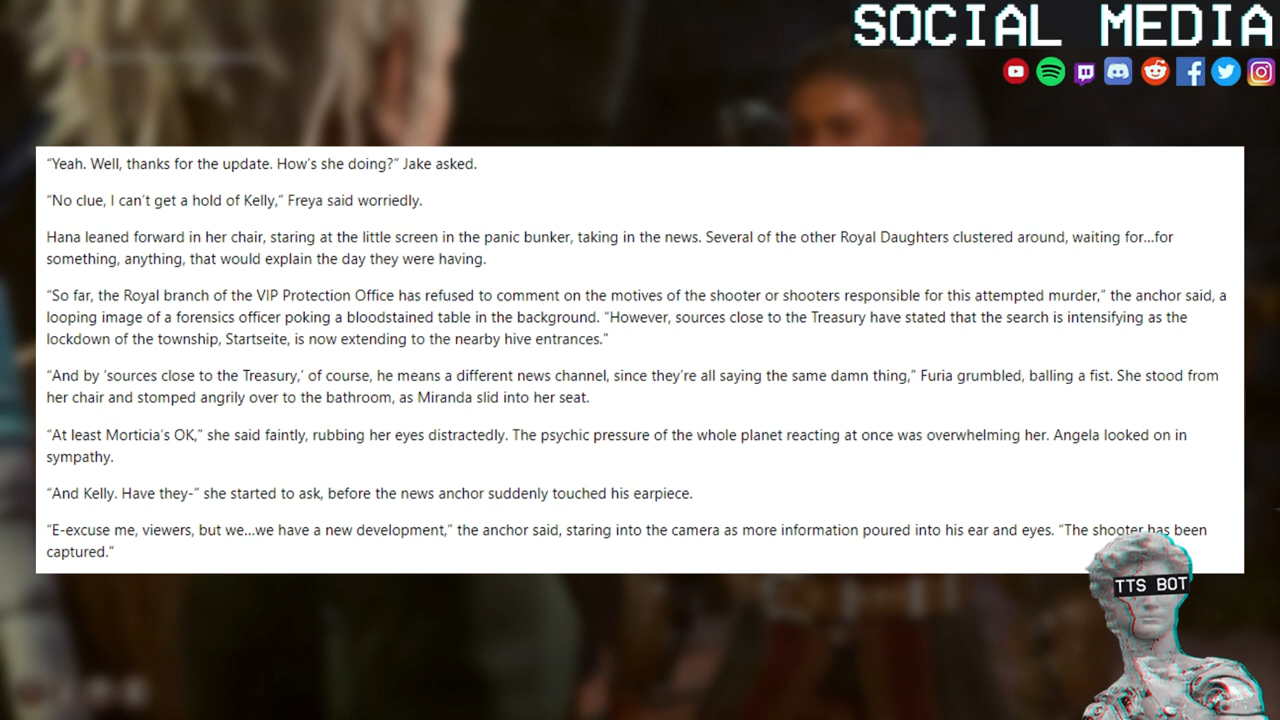 SOCIAL MEDIA
“Yeah. Well, thanks for the update. How’s she doing?” Jake asked.
“No clue, I can’t get a hold of Kelly,” Freya said worriedly.
Hana leaned forward in her chair, staring at the little screen in the panic bunker, taking in the news. Several of the other Royal Daughters clustered around, waiting for…for
something, anything, that would explain the day they were having.
“So far, the Royal branch of the VIP Protection Office has refused to comment on the motives of the shooter or shooters responsible for this attempted murder,” the anchor said, a
looping image of a forensics officer poking a bloodstained table in the background. “However, sources close to the Treasury have stated that the search is intensifying as the
lockdown of the township, Startseite, is now extending to the nearby hive entrances.”
“And by ‘sources close to the Treasury,’ of course, he means a different news channel, since they’re all saying the same damn thing,” Furia grumbled, balling a fist. She stood from
her chair and stomped angrily over to the bathroom, as Miranda slid into her seat.
“At least Morticia’s OK,” she said faintly, rubbing her eyes distractedly. The psychic pressure of the whole planet reacting at once was overwhelming her. Angela looked on in
sympathy.
“And Kelly. Have they-” she started to ask, before the news anchor suddenly touched his earpiece.
“E-excuse me, viewers, but we…we have a new development,” the anchor said, staring into the camera as more information poured into his ear and eyes. “The shooter has been
captured.”
TTS BOT